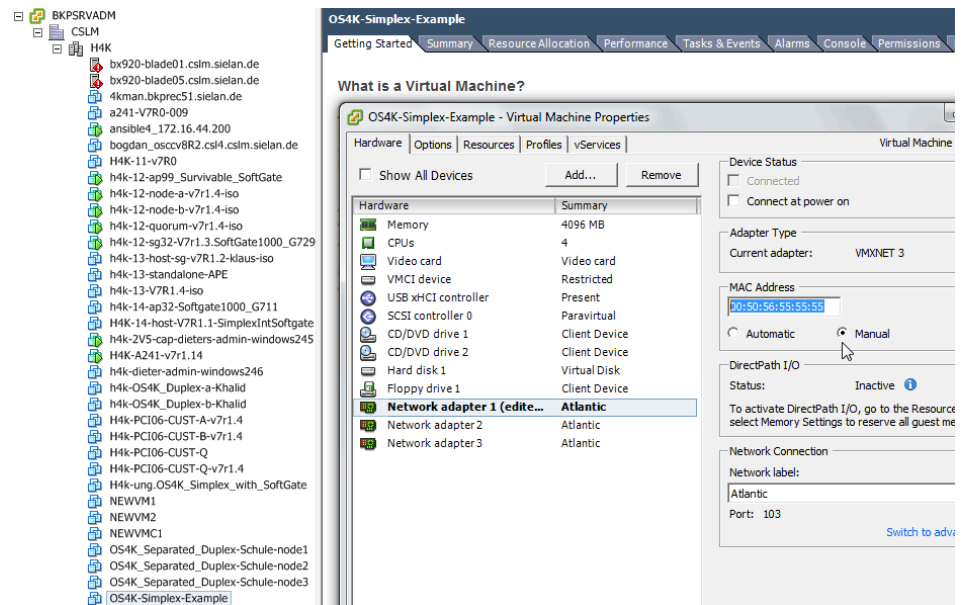 BKPSRVADM
CSLM
H4K
bx920-blade01.cslm.sielan.de
bx920-blade05.cslm.sielan.de
4kman.bkprec51.sielan.de
a241-V7R0-009
ansible4_172.16.44.200
bogdan_osccv8R2.csl4.cslm.sielan.de
H4K-11-v7R0
h4k-12-ap99_Survivable_SoftGate
h4k-12-node-a-v7r1.4-iso
h4k-12-node-b-v7r1.4-iso
h4k-12-quorum-v7r1.4-iso
h4k-12-sg32-V7r1.3.SoftGate1000_G729
h4k-13-host-sg-v7R1.2-klaus-iso
h4k-13-standalone-APE
h4k-13-V7R1.4-iso
h4k-14-ap32-Softgate1000_G711
H4K-14-host-V7R1.1-SimplexIntSoftgate
h4k-2V5-cap-dieters-admin-windows245
H4K-A241-v7r1.14
h4k-dieter-admin-windows246
h4k-OS4K_Duplex-a-Khalid
h4k-OS4K_Duplex-b-Khalid
H4k-PCI06-CUST-A-v7r1.4
H4k-PCI06-CUST-B-v7r1.4
H4k-PCI06-CUST-Q
H4k-PCI06-CUST-Q-v7r1.4
H4k-ung.OS4K_Simplex_with_SoftGate
NEWVM1
NEWVM2
NEWVMC1
OS4K_Separated_Duplex-Schule-node1
OS4K_Separated_Duplex-Schule-node2
OS4K_Separated_Duplex-Schule-node3
OS4K-Simplex-Example
OS4K-Simplex-Example
Getting Started Summary Resource Allocation Performance Tasks & Events Alarms Console Permissions
What is a Virtual Machine?
OS4K-Simplex-Example - Virtual Machine Properties
Hardware Options Resources Profiles vServices Virtual Machine
Show All Devices Add... Remove
Hardware Summary
Memory 4096 MB
CPUs 4
Video card Video card
VMCI device Restricted
USB xHCI controller Present
SCSI controller 0 Paravirtual
CD/DVD drive 1 Client Device
CD/DVD drive 2 Client Device
Hard disk 1 Virtual Disk
Floppy drive 1 Client Device
Network adapter 1 (edite... Atlantic
Network adapter 2 Atlantic
Network adapter 3 Atlantic
Device Status
Connected
Connect at power on
Adapter Type
Current adapter: VMXNET 3
MAC Address
00:50:56:55:55:55
Automatic Manual
DirectPath I/O
Status: Inactive
To activate DirectPath I/O, go to the Resource
select Memory Settings to reserve all guest me
Network Connection
Network label:
Atlantic
Port: 103
Switch to adva